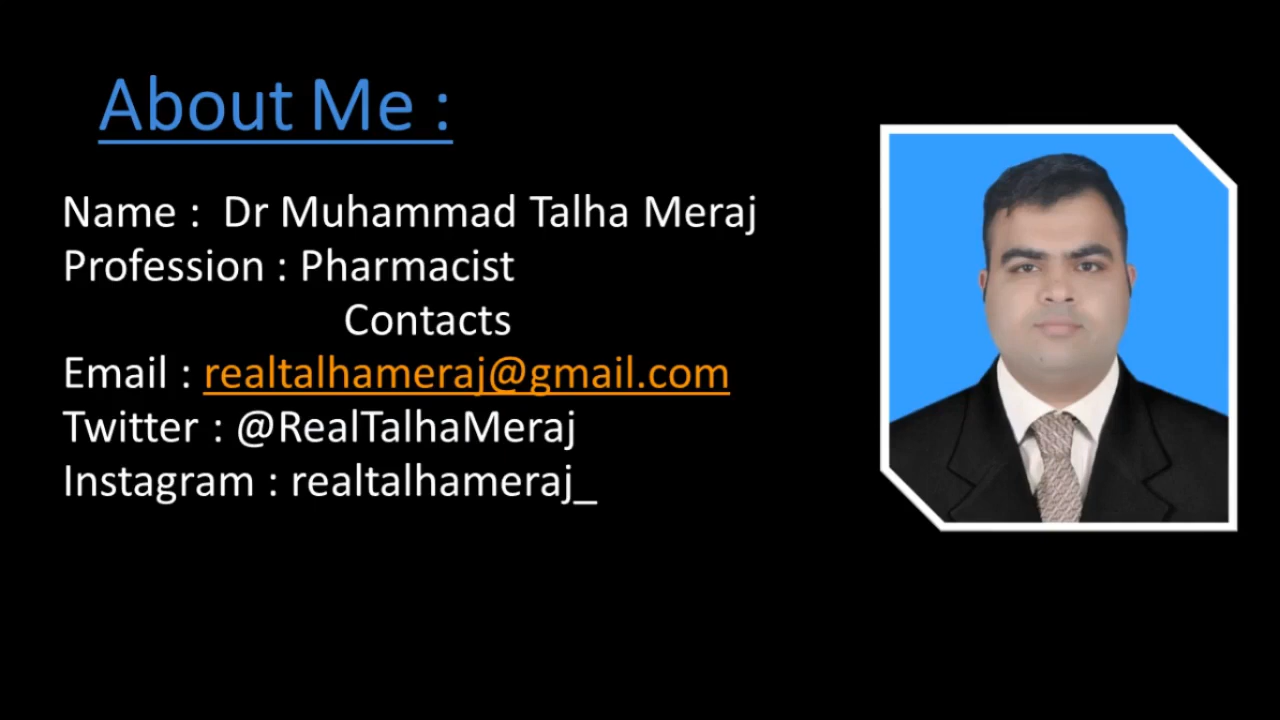 About Me :
Name :  Dr Muhammad Talha Meraj
Profession : Pharmacist
Contacts
Email : realtalhameraj@gmail.com
Twitter : @RealTalhaMeraj
Instagram : realtalhameraj_